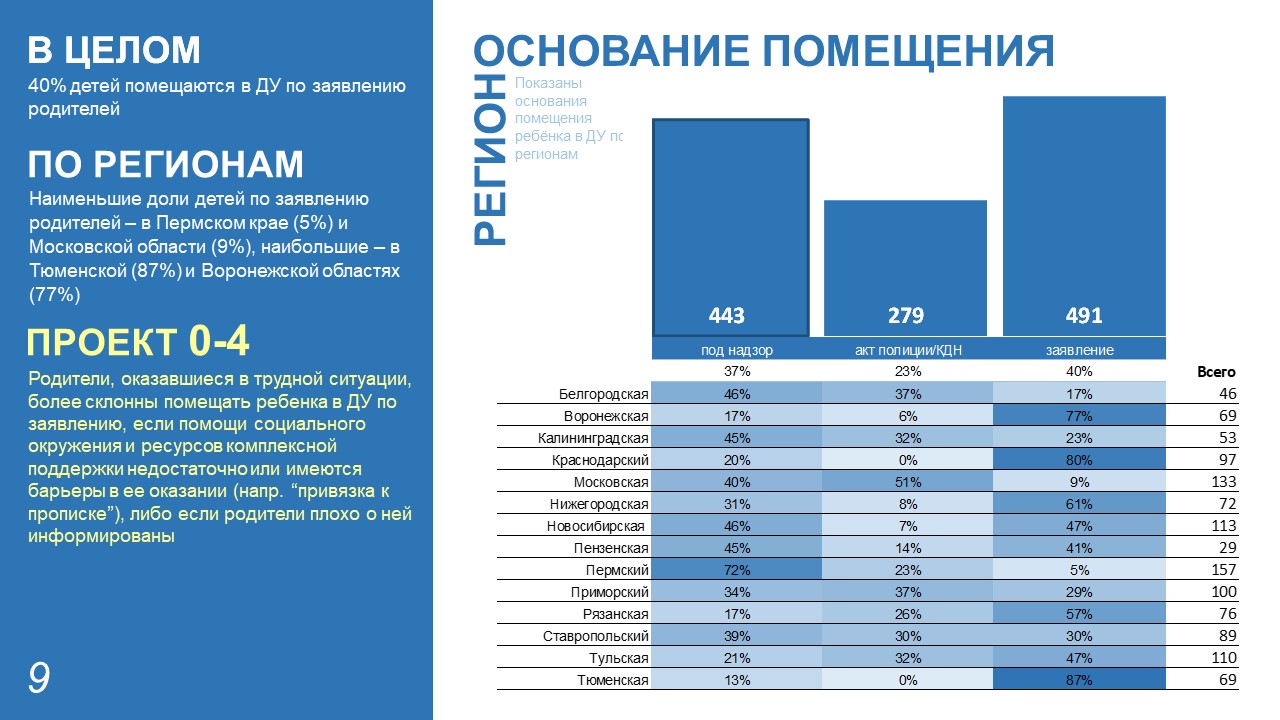 В ЦЕЛОМ
40% детей помещаются в ДУ по заявлению
родителей
ПО РЕГИОНАМ
Наименьшие доли детей по заявлению
родителей – в Пермском крае (5%) и
Московской области (9%), наибольшие – в
Тюменской (87%) и Воронежской областях
(77%)
ПРОЕКТ 0-4
Родители, оказавшиеся в трудной ситуации,
более склонны помещать ребенка в ДУ по
заявлению, если помощи социального
окружения и ресурсов комплексной
поддержки недостаточно или имеются
барьеры в ее оказании (напр. “привязка к
прописке”), либо если родители плохо о ней
информированы
9
ОСНОВАНИЕ ПОМЕЩЕНИЯ
РЕГИОН
Показаны
основания
помещения
ребёнка в ДУ по
регионам
443 279 491
под надзор акт полиции/КДН заявление
37% 23% 40% Всего
Белгородская 46% 37% 17% 46
Воронежская 17% 6% 77% 69
Калининградская 45% 32% 23% 53
Краснодарский 20% 0% 80% 97
Московская 40% 51% 9% 133
Нижегородская 31% 8% 61% 72
Новосибирская 46% 7% 47% 113
Пензенская 45% 14% 41% 29
Пермский 72% 23% 5% 157
Приморский 34% 37% 29% 100
Рязанская 17% 26% 57% 76
Ставропольский 39% 30% 30% 89
Тульская 21% 32% 47% 110
Тюменская 13% 0% 87% 69